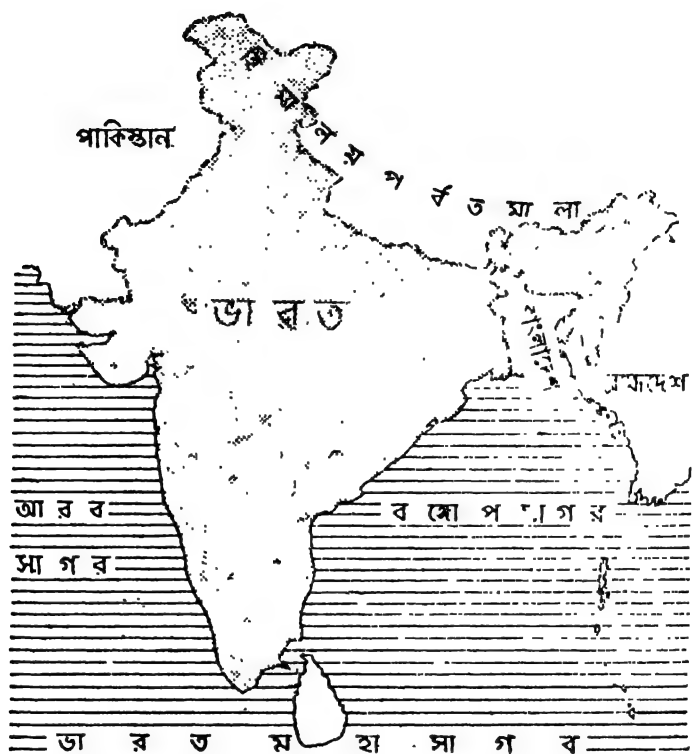 পাকিস্তান
হিমালয় পর্বতমালা
ভারত
বাংলাদেশ
ব্রহ্মদেশ
আরব
সাগর
বঙ্গোপসাগর
ভারত মহাসাগর